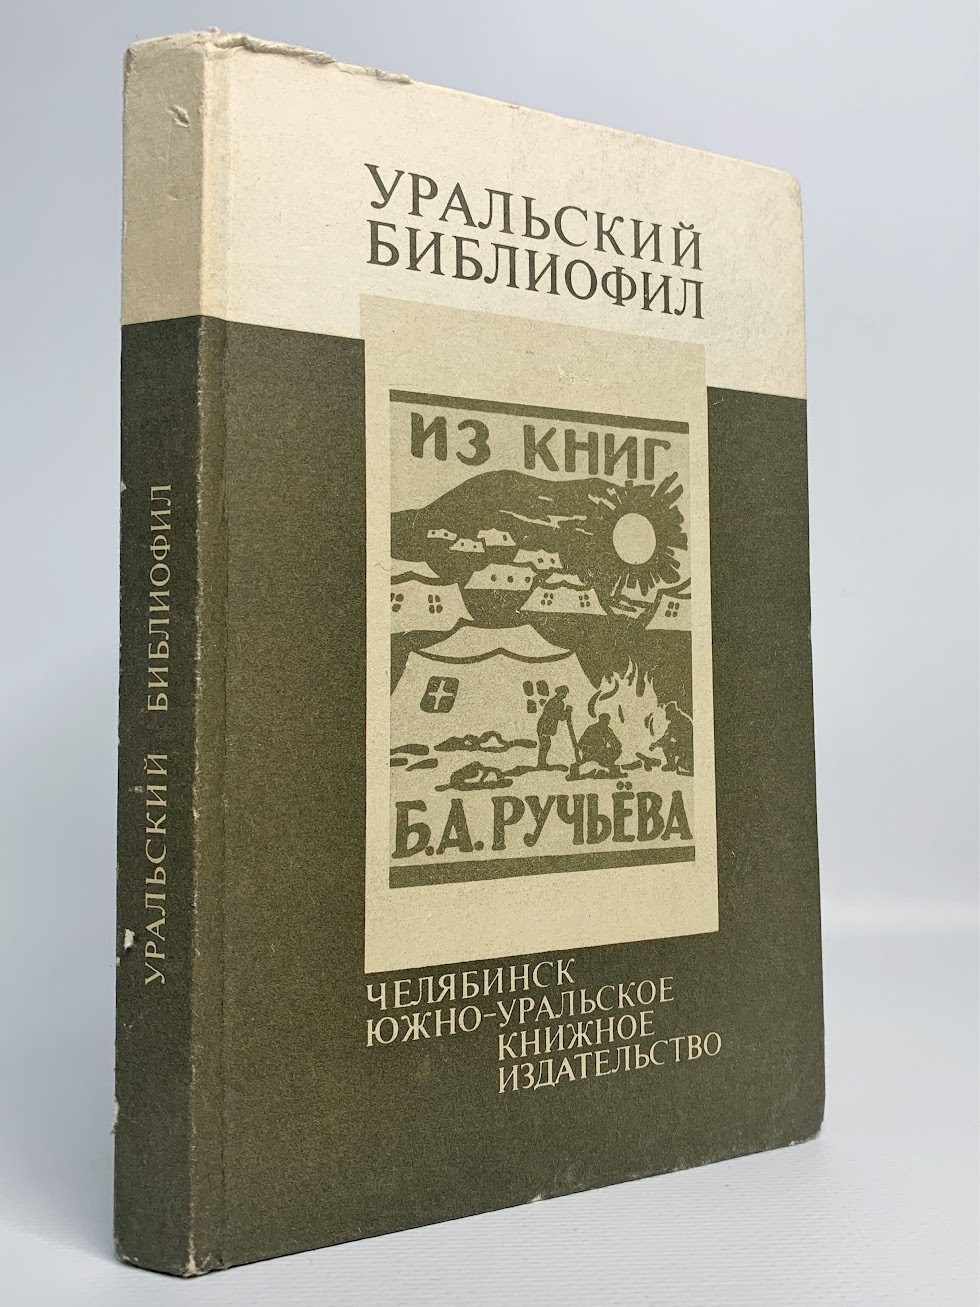 УРАЛЬСКИЙ
БИБЛИОФИЛ
ИЗ КНИГ
Б.А. РУЧЬЁВА
ЧЕЛЯБИНСК
ЮЖНО-УРАЛЬСКОЕ
КНИЖНОЕ
ИЗДАТЕЛЬСТВО
УРАЛЬСКИЙ БИБЛИОФИЛ